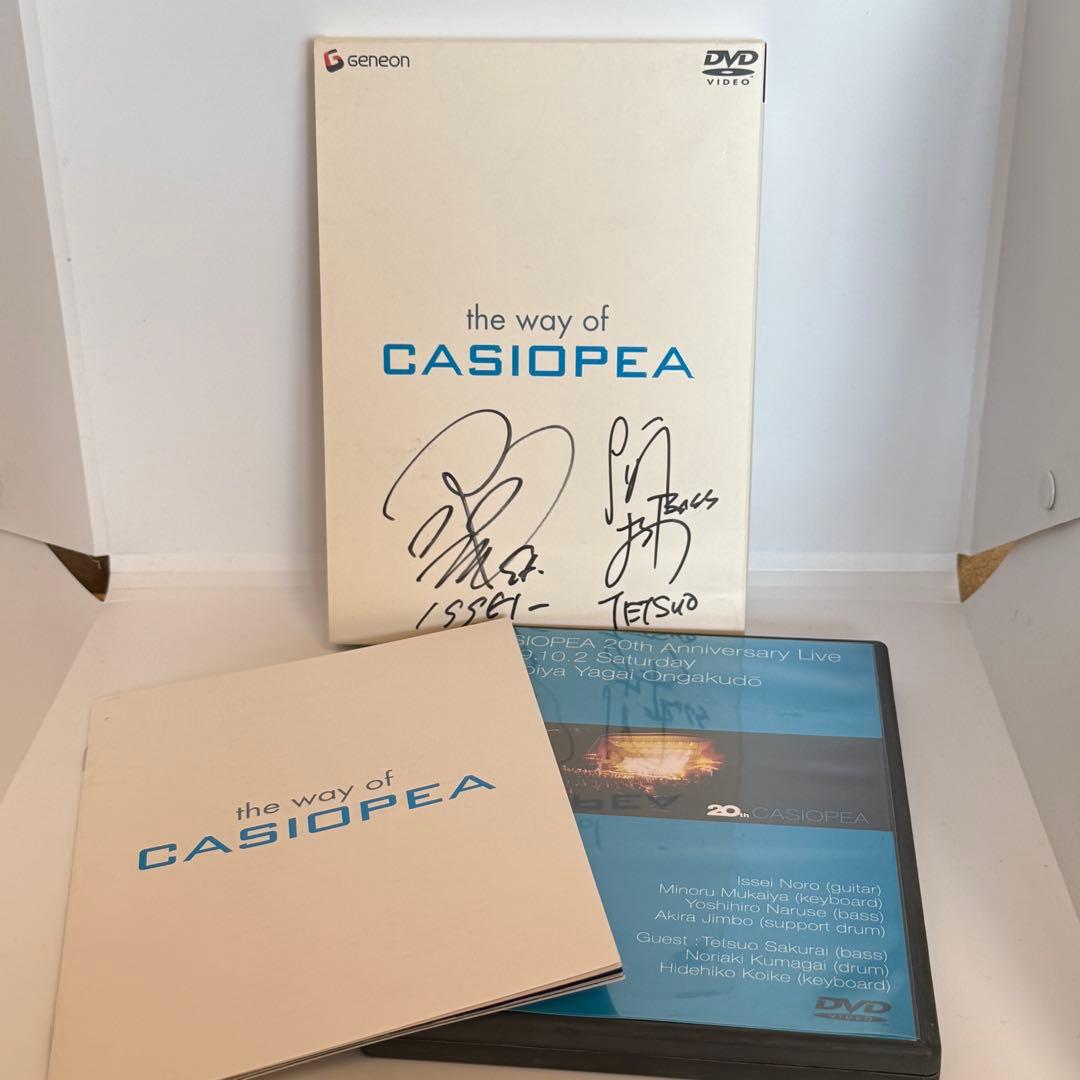 GENEON
DVD
VIDEO
the way of
CASIOPEA
BASS
ISSEI -
TETSUO
SIOPEA 20th Anniversary Live
9.10.2 Saturday
biya Yagai Ongakudō
20th CASIOPEA
Issei Noro (guitar)
Minoru Mukaiya (keyboard)
Yoshihiro Naruse (bass)
Akira Jimbo (support drum)
Guest : Tetsuo Sakurai (bass)
Noriaki Kumagai (drum)
Hidehiko Koike (keyboard)
DVD
VIDEO
the way of
CASIOPEA